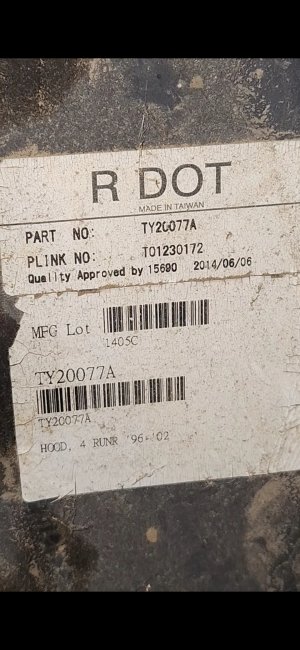 R DOT
MADE IN TAIWAN
PART NO: TY20077A
PLINK NO: TO1230172
Quality Approved by 15690 2014/06/06
MFG Lot
1405C
TY20077A
TY20077A
HOOD, 4 RUNR '96-'02